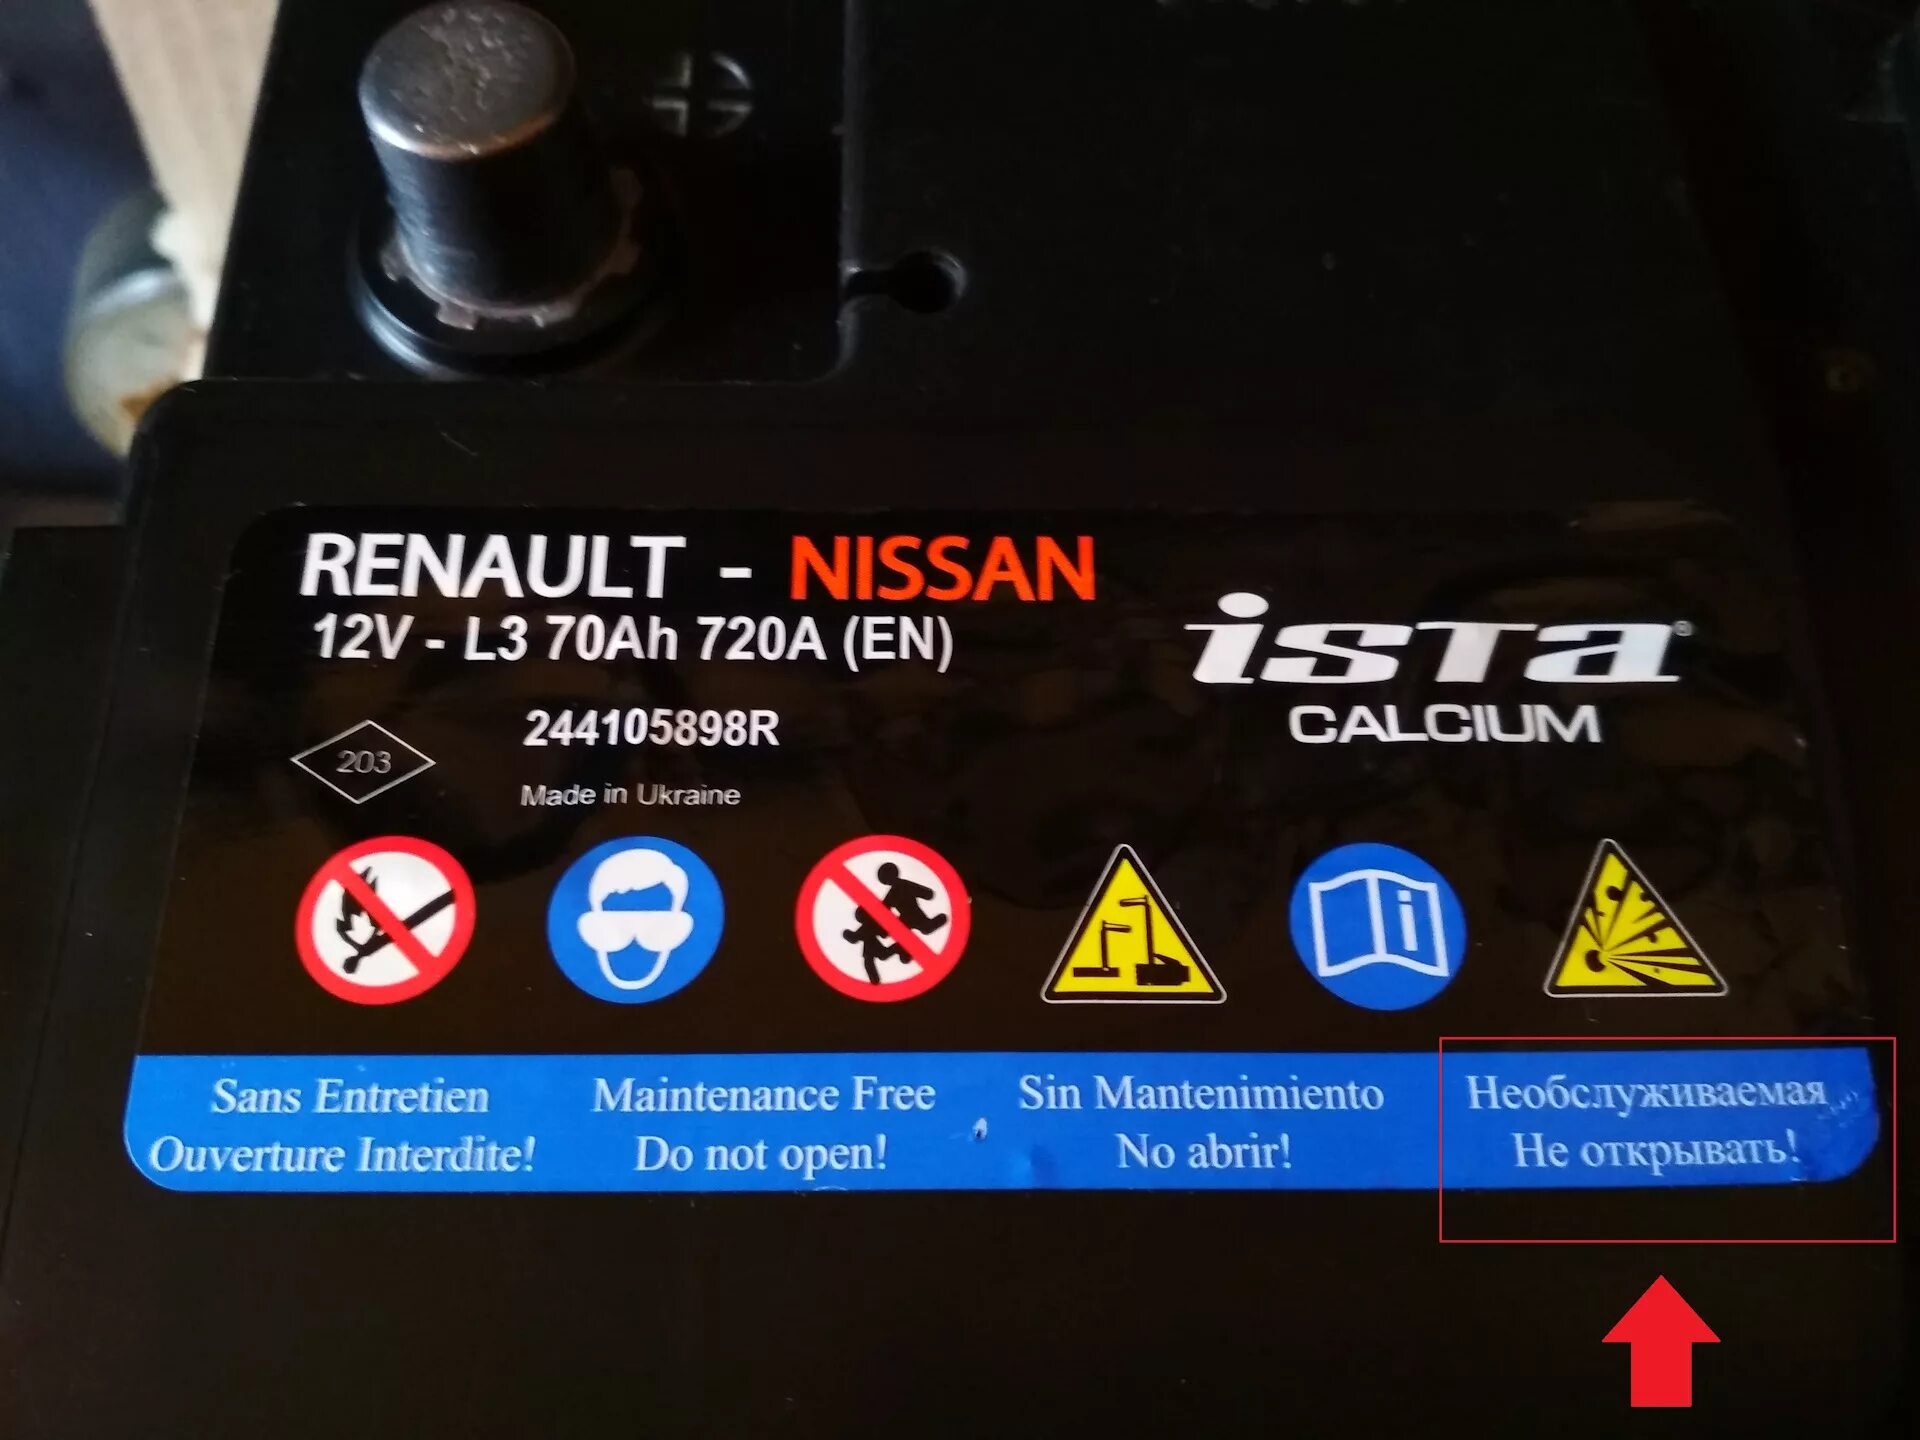 RENAULT - NISSAN
12V - L3 70Ah 720A (EN)
ista®
CALCIUM
244105898R
203
Made in Ukraine
Sans Entretien
Ouverture Interdite!
Maintenance Free
Do not open!
Sin Mantenimiento
No abrir!
Необслуживаемая
Не открывать!